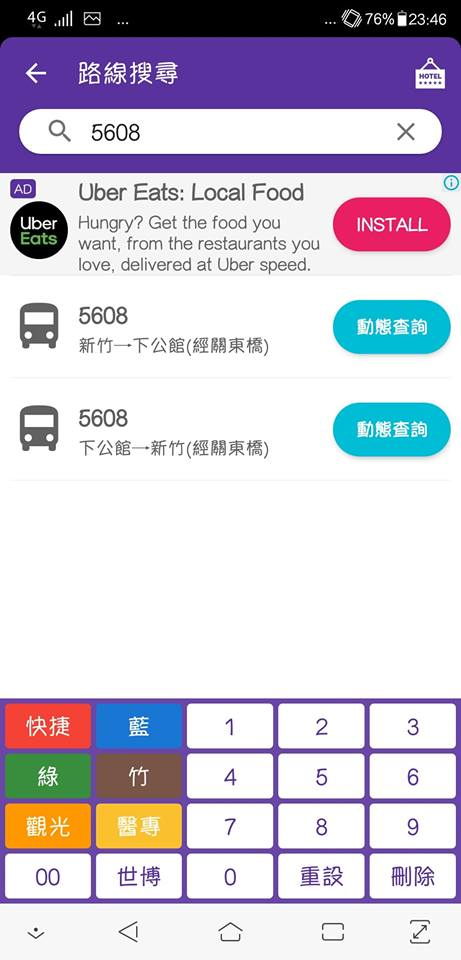 4G ... ... 76% 23:46
路線搜尋
HOTEL
5608
AD
Uber Eats: Local Food
Uber
Eats
Hungry? Get the food you
want, from the restaurants you
love, delivered at Uber speed.
INSTALL
5608
新竹→下公館(經關東橋)
動態查詢
5608
下公館→新竹(經關東橋)
動態查詢
快捷 藍 1 2 3
綠 竹 4 5 6
觀光 醫專 7 8 9
00 世博 0 重設 刪除